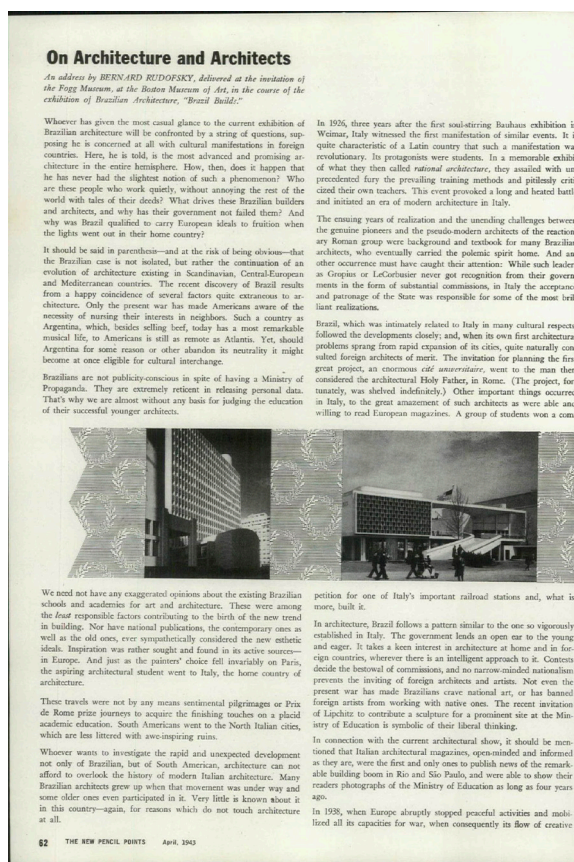 On Architecture and Architects
An address by BERNARD RUDOFSKY, delivered at the invitation of
the Fogg Museum, at the Boston Museum of Art, in the course of the
exhibition of Brazilian Architecture, "Brazil Builds."
Whoever has given the most casual glance to the current exhibition of
Brazilian architecture will be confronted by a string of questions, sup-
posing he is concerned at all with cultural manifestations in foreign
countries. Here, he is told, is the most advanced and promising ar-
chitecture in the entire hemisphere. How, then, does it happen that
he has never had the slightest notion of such a phenomenon? Who
are these people who work quietly, without annoying the rest of the
world with tales of their deeds? What drives these Brazilian builders
and architects, and why has their government not failed them? And
why was Brazil qualified to carry European ideals to fruition when
the lights went out in their home country?
It should be said in parenthesis—and at the risk of being obvious—that
the Brazilian case is not isolated, but rather the continuation of an
evolution of architecture existing in Scandinavian, Central-European
and Mediterranean countries. The recent discovery of Brazil results
from a happy coincidence of several factors quite extraneous to ar-
chitecture. Only the present war has made Americans aware of the
necessity of nursing their interests in neighbors. Such a country as
Argentina, which, besides selling beef, today has a most remarkable
musical life, to Americans is still as remote as Atlantis. Yet, should
Argentina for some reason or other abandon its neutrality it might
become at once eligible for cultural interchange.
Brazilians are not publicity-conscious in spite of having a Ministry of
Propaganda. They are extremely reticent in releasing personal data.
That's why we are almost without any basis for judging the education
of their successful younger architects.
We need not have any exaggerated opinions about the existing Brazilian
schools and academies for art and architecture. These were among
the least responsible factors contributing to the birth of the new trend
in building. Nor have national publications, the contemporary ones as
well as the old ones, ever sympathetically considered the new esthetic
ideals. Inspiration was rather sought and found in its active sources—
in Europe. And just as the painters' choice fell invariably on Paris,
the aspiring architectural student went to Italy, the home country of
architecture.
These travels were not by any means sentimental pilgrimages or Prix
de Rome prize journeys to acquire the finishing touches on a placid
academic education. South Americans went to the North Italian cities,
which are less littered with awe-inspiring ruins.
Whoever wants to investigate the rapid and unexpected development
not only of Brazilian, but of South American, architecture can not
afford to overlook the history of modern Italian architecture. Many
Brazilian architects grew up when that movement was under way and
some older ones even participated in it. Very little is known about it
in this country—again, for reasons which do not touch architecture
at all.
In 1926, three years after the first soul-stirring Bauhaus exhibition i
Weimar, Italy witnessed the first manifestation of similar events. It i
quite characteristic of a Latin country that such a manifestation wa
revolutionary. Its protagonists were students. In a memorable exhibi
of what they then called rational architecture, they assailed with un
precedented fury the prevailing training methods and pitilessly criti
cized their own teachers. This event provoked a long and heated battl
and initiated an era of modern architecture in Italy.
The ensuing years of realization and the unending challenges between
the genuine pioneers and the pseudo-modern architects of the reaction
ary Roman group were background and textbook for many Brazilian
architects, who eventually carried the polemic spirit home. And an
other occurrence must have caught their attention: While such leader
as Gropius or LeCorbusier never got recognition from their govern
ments in the form of substantial commissions, in Italy the acceptanc
and patronage of the State was responsible for some of the most bril
liant realizations.
Brazil, which was intimately related to Italy in many cultural respects
followed the developments closely; and, when its own first architectura
problems sprang from rapid expansion of its cities, quite naturally con
sulted foreign architects of merit. The invitation for planning the firs
great project, an enormous cité universitaire, went to the man then
considered the architectural Holy Father, in Rome. (The project, for
tunately, was shelved indefinitely.) Other important things occurred
in Italy, to the great amazement of such architects as were able and
willing to read European magazines. A group of students won a com
petition for one of Italy's important railroad stations and, what is
more, built it.
In architecture, Brazil follows a pattern similar to the one so vigorously
established in Italy. The government lends an open ear to the young
and eager. It takes a keen interest in architecture at home and in for-
eign countries, wherever there is an intelligent approach to it. Contests
decide the bestowal of commissions, and no narrow-minded nationalism
prevents the inviting of foreign architects and artists. Not even the
present war has made Brazilians crave national art, or has banned
foreign artists from working with native ones. The recent invitation
of Lipchitz to contribute a sculpture for a prominent site at the Min-
istry of Education is symbolic of their liberal thinking.
In connection with the current architectural show, it should be men-
tioned that Italian architectural magazines, open-minded and informed
as they are, were the first and only ones to publish news of the remark-
able building boom in Rio and São Paulo, and were able to show their
readers photographs of the Ministry of Education as long as four years
ago.
In 1938, when Europe abruptly stopped peaceful activities and mobi-
lized all its capacities for war, when consequently its flow of creative
62 THE NEW PENCIL POINTS April, 1943